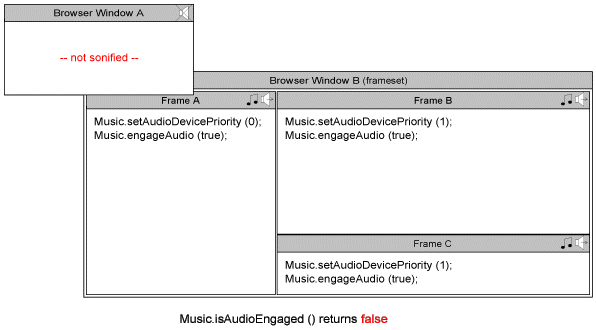 Browser Window A
-- not sonified --
Browser Window B (frameset)
Frame A
Music.setAudioDevicePriority (0);
Music.engageAudio (true);
Frame B
Music.setAudioDevicePriority (1);
Music.engageAudio (true);
Frame C
Music.setAudioDevicePriority (1);
Music.engageAudio (true);
Music.isAudioEngaged () returns false